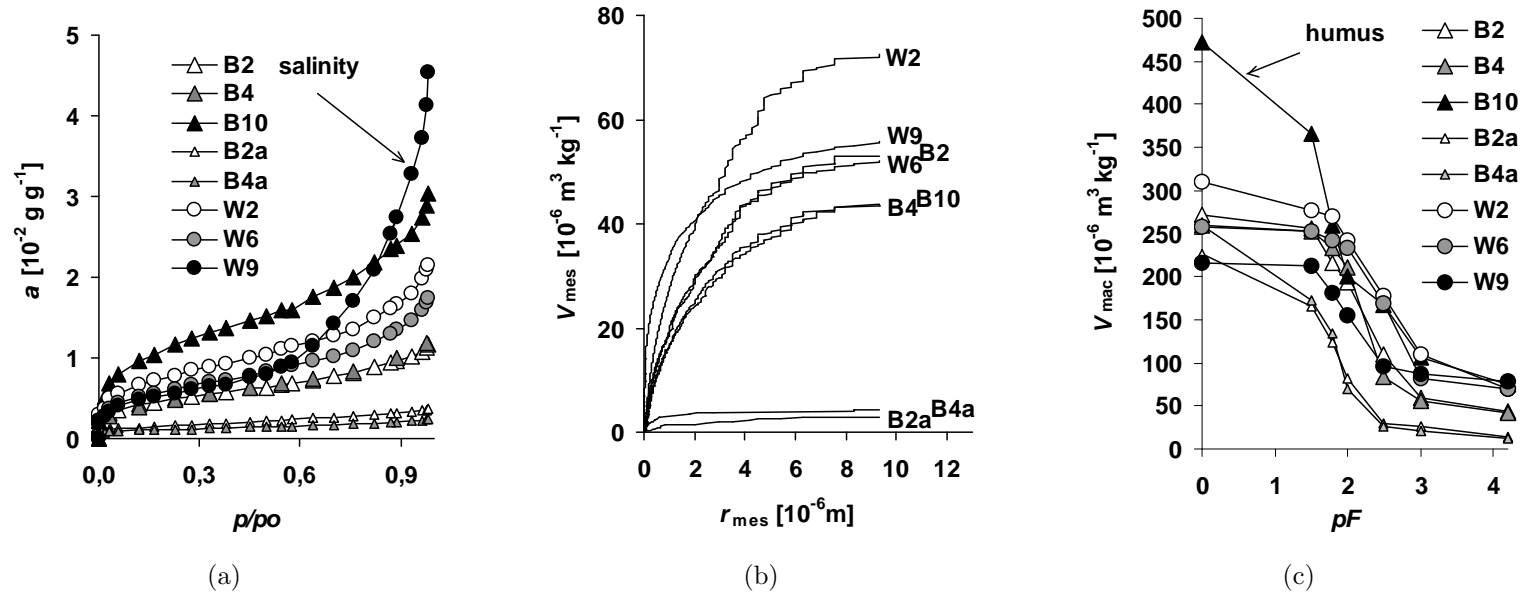 5
4
3
2
1
0
a [10⁻² g g⁻¹]
0,0 0,3 0,6 0,9
p/po
B2
B4
B10
B2a
B4a
W2
W6
W9
salinity
(a)
80
60
40
20
0
V mes [10⁻⁶ m³ kg⁻¹]
0 2 4 6 8 10 12
r mes [10⁻⁶m]
W2
W9
B2
W6
B10
B4
B4a
B2a
(b)
500
450
400
350
300
250
200
150
100
50
0
V mac [10⁻⁶ m³ kg⁻¹]
0 1 2 3 4
pF
humus
B2
B4
B10
B2a
B4a
W2
W6
W9
(c)